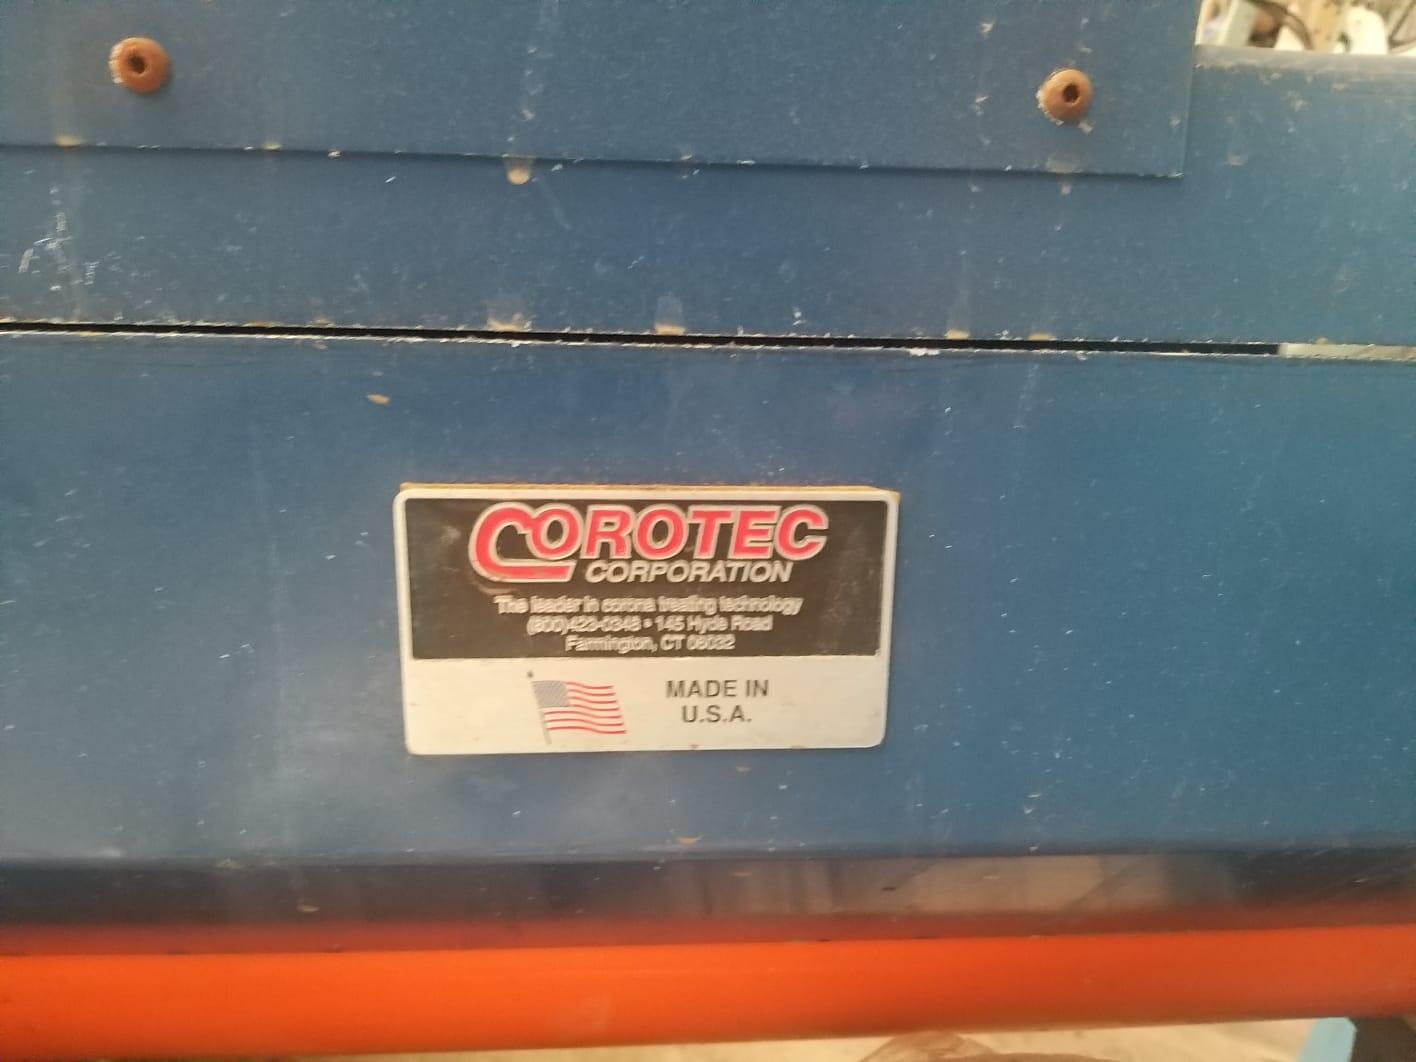 COROTEC
CORPORATION
The leader in corona treating technology
(800)423-0348 • 145 Hyde Road
Farmington, CT 06032
MADE IN
U.S.A.